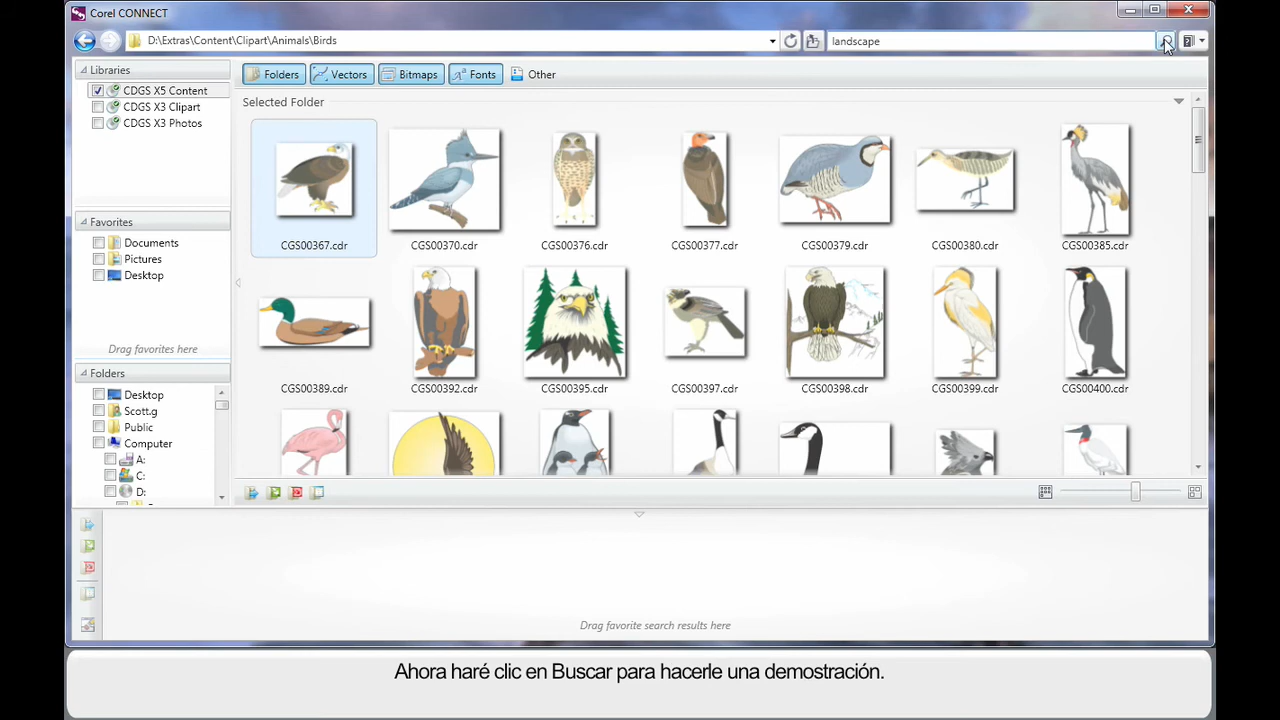 Corel CONNECT
D:\Extras\Content\Clipart\Animals\Birds
landscape
Libraries
CDGS X5 Content
CDGS X3 Clipart
CDGS X3 Photos
Favorites
Documents
Pictures
Desktop
Drag favorites here
Folders
Desktop
Scott.g
Public
Computer
A:
C:
D:
Folders Vectors Bitmaps Fonts Other
Selected Folder
CGS00367.cdr CGS00370.cdr CGS00376.cdr CGS00377.cdr CGS00379.cdr CGS00380.cdr CGS00385.cdr
CGS00389.cdr CGS00392.cdr CGS00395.cdr CGS00397.cdr CGS00398.cdr CGS00399.cdr CGS00400.cdr
Drag favorite search results here
Ahora haré clic en Buscar para hacerle una demostración.